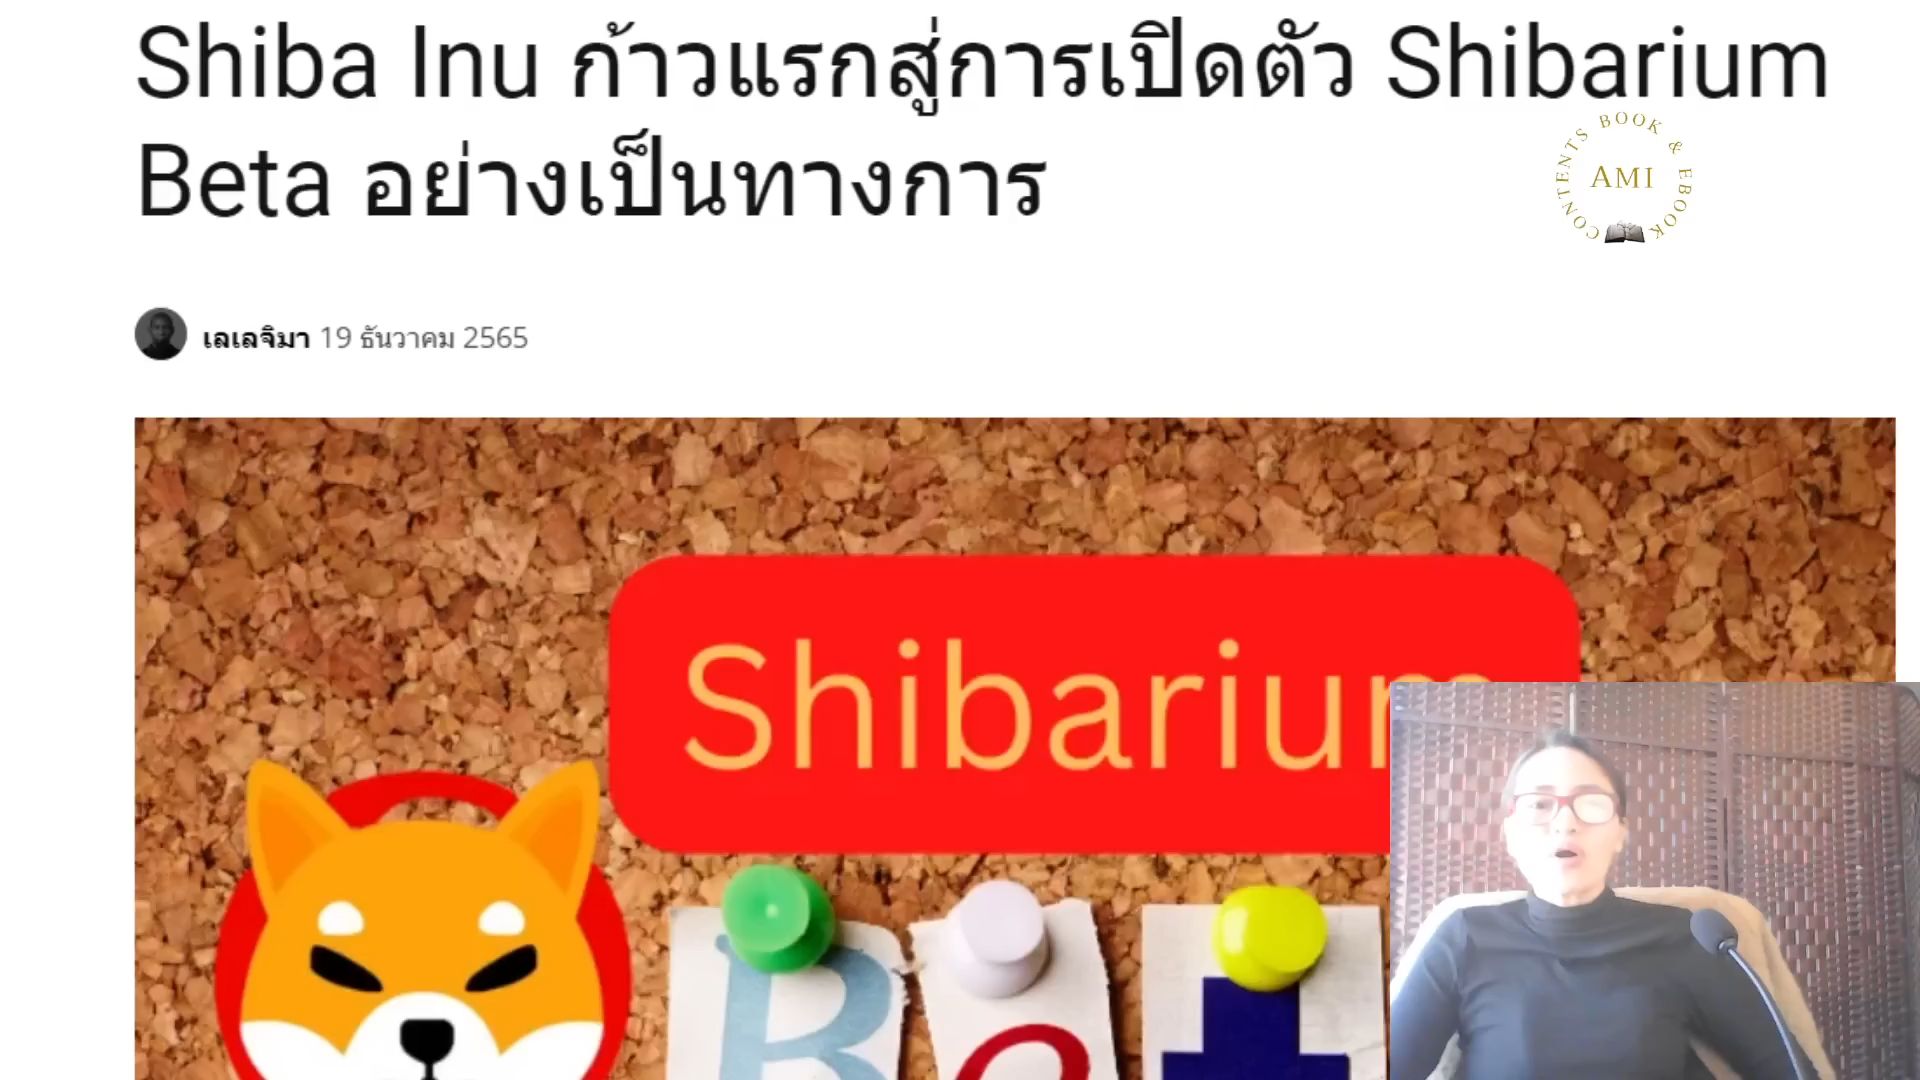 Shiba Inu ก้าวแรกสู่การเปิดตัว Shibarium
Beta อย่างเป็นทางการ
CONTENTS BOOK & EBOOK
AMI
เลเลจิมา 19 ธันวาคม 2565
Shibarium
Bet